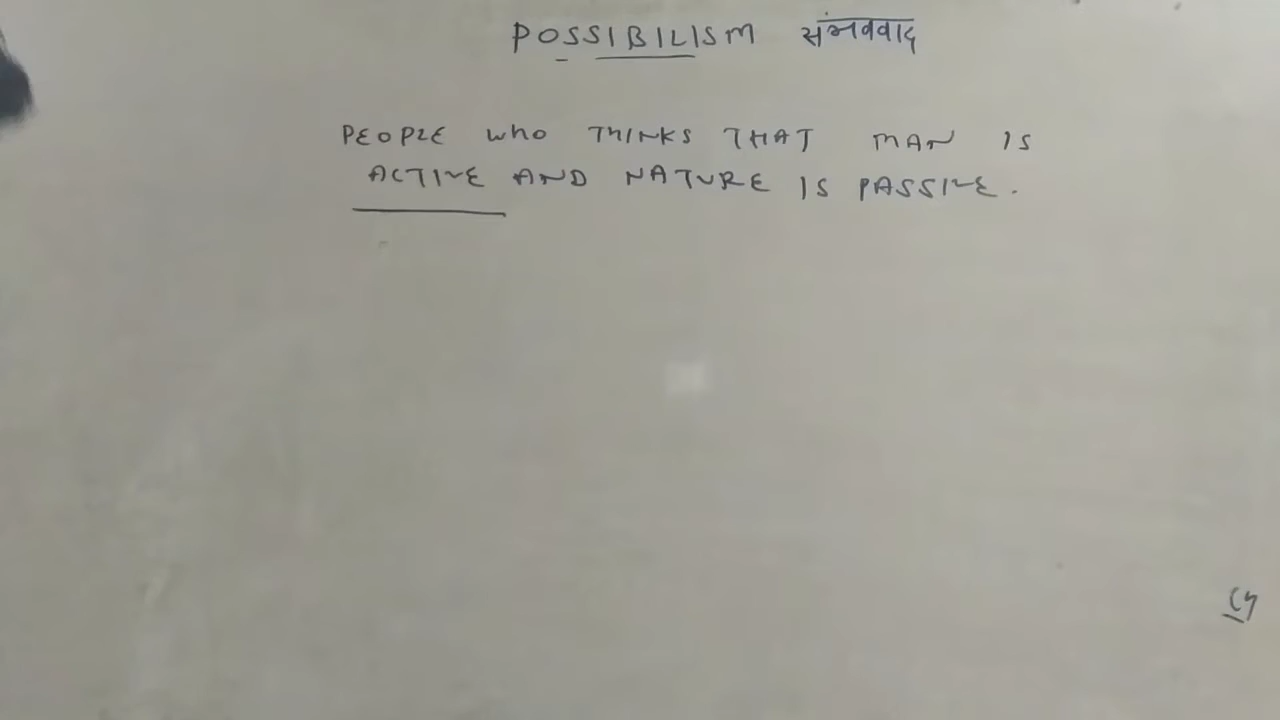 POSSIBILISM संभववाद
PEOPLE WHO THINKS THAT MAN IS
ACTIVE AND NATURE IS PASSIVE.